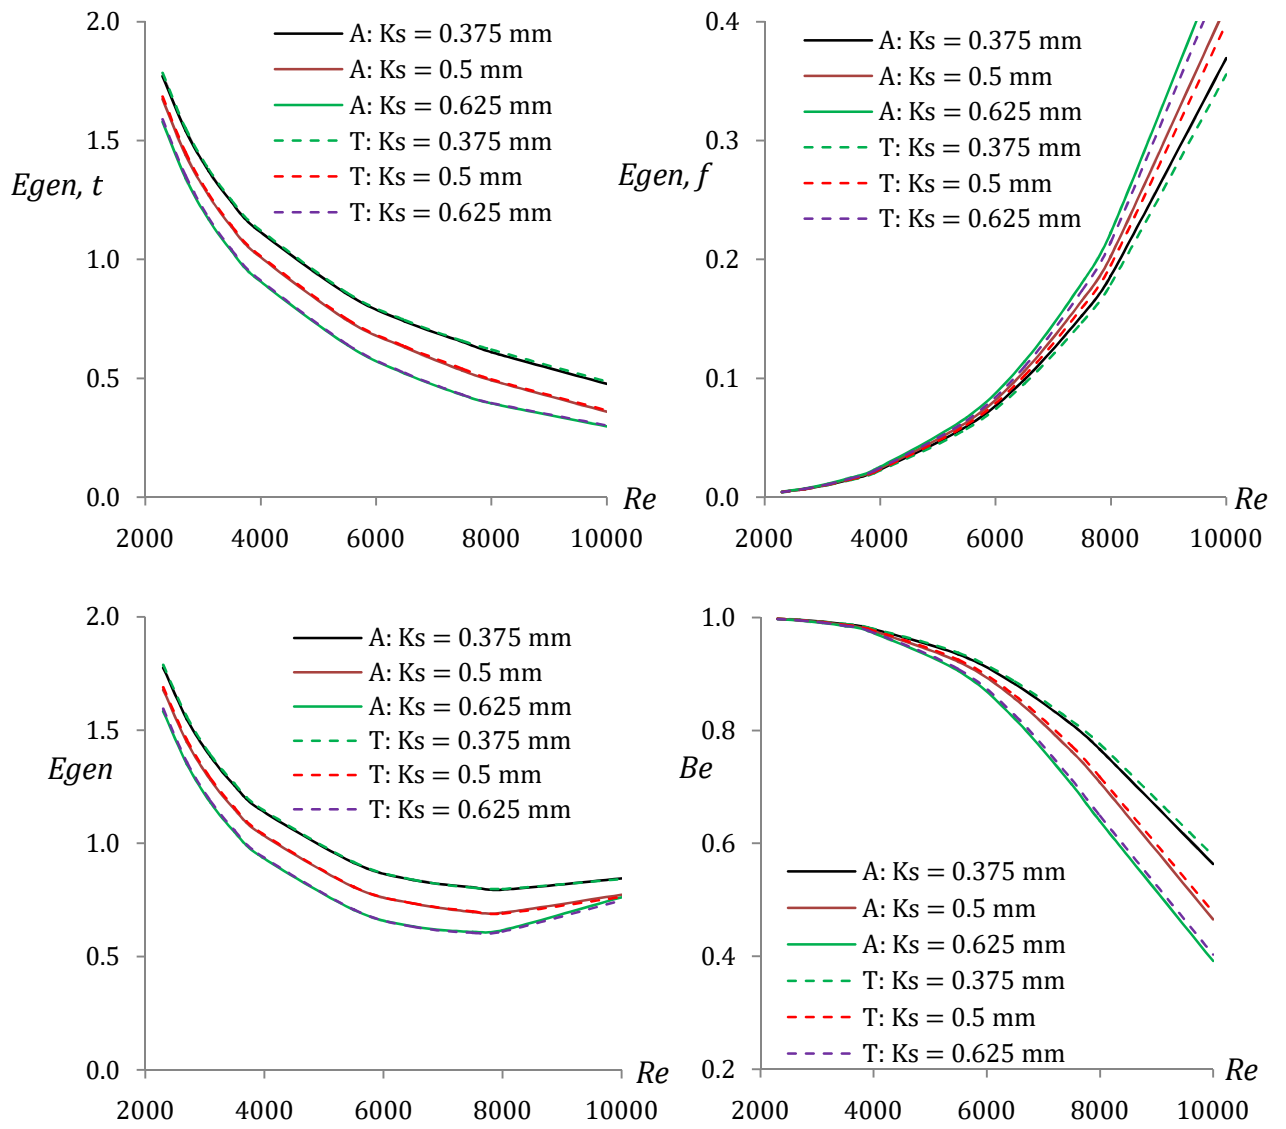 2.0
1.5
1.0
0.5
0.0
Egen, t
A: Ks = 0.375 mm
A: Ks = 0.5 mm
A: Ks = 0.625 mm
T: Ks = 0.375 mm
T: Ks = 0.5 mm
T: Ks = 0.625 mm
Re
2000 4000 6000 8000 10000
0.4
0.3
0.2
0.1
0.0
Egen, f
A: Ks = 0.375 mm
A: Ks = 0.5 mm
A: Ks = 0.625 mm
T: Ks = 0.375 mm
T: Ks = 0.5 mm
T: Ks = 0.625 mm
Re
2000 4000 6000 8000 10000
2.0
1.5
1.0
0.5
0.0
Egen
A: Ks = 0.375 mm
A: Ks = 0.5 mm
A: Ks = 0.625 mm
T: Ks = 0.375 mm
T: Ks = 0.5 mm
T: Ks = 0.625 mm
Re
2000 4000 6000 8000 10000
1.0
0.8
0.6
0.4
0.2
Be
A: Ks = 0.375 mm
A: Ks = 0.5 mm
A: Ks = 0.625 mm
T: Ks = 0.375 mm
T: Ks = 0.5 mm
T: Ks = 0.625 mm
Re
2000 4000 6000 8000 10000